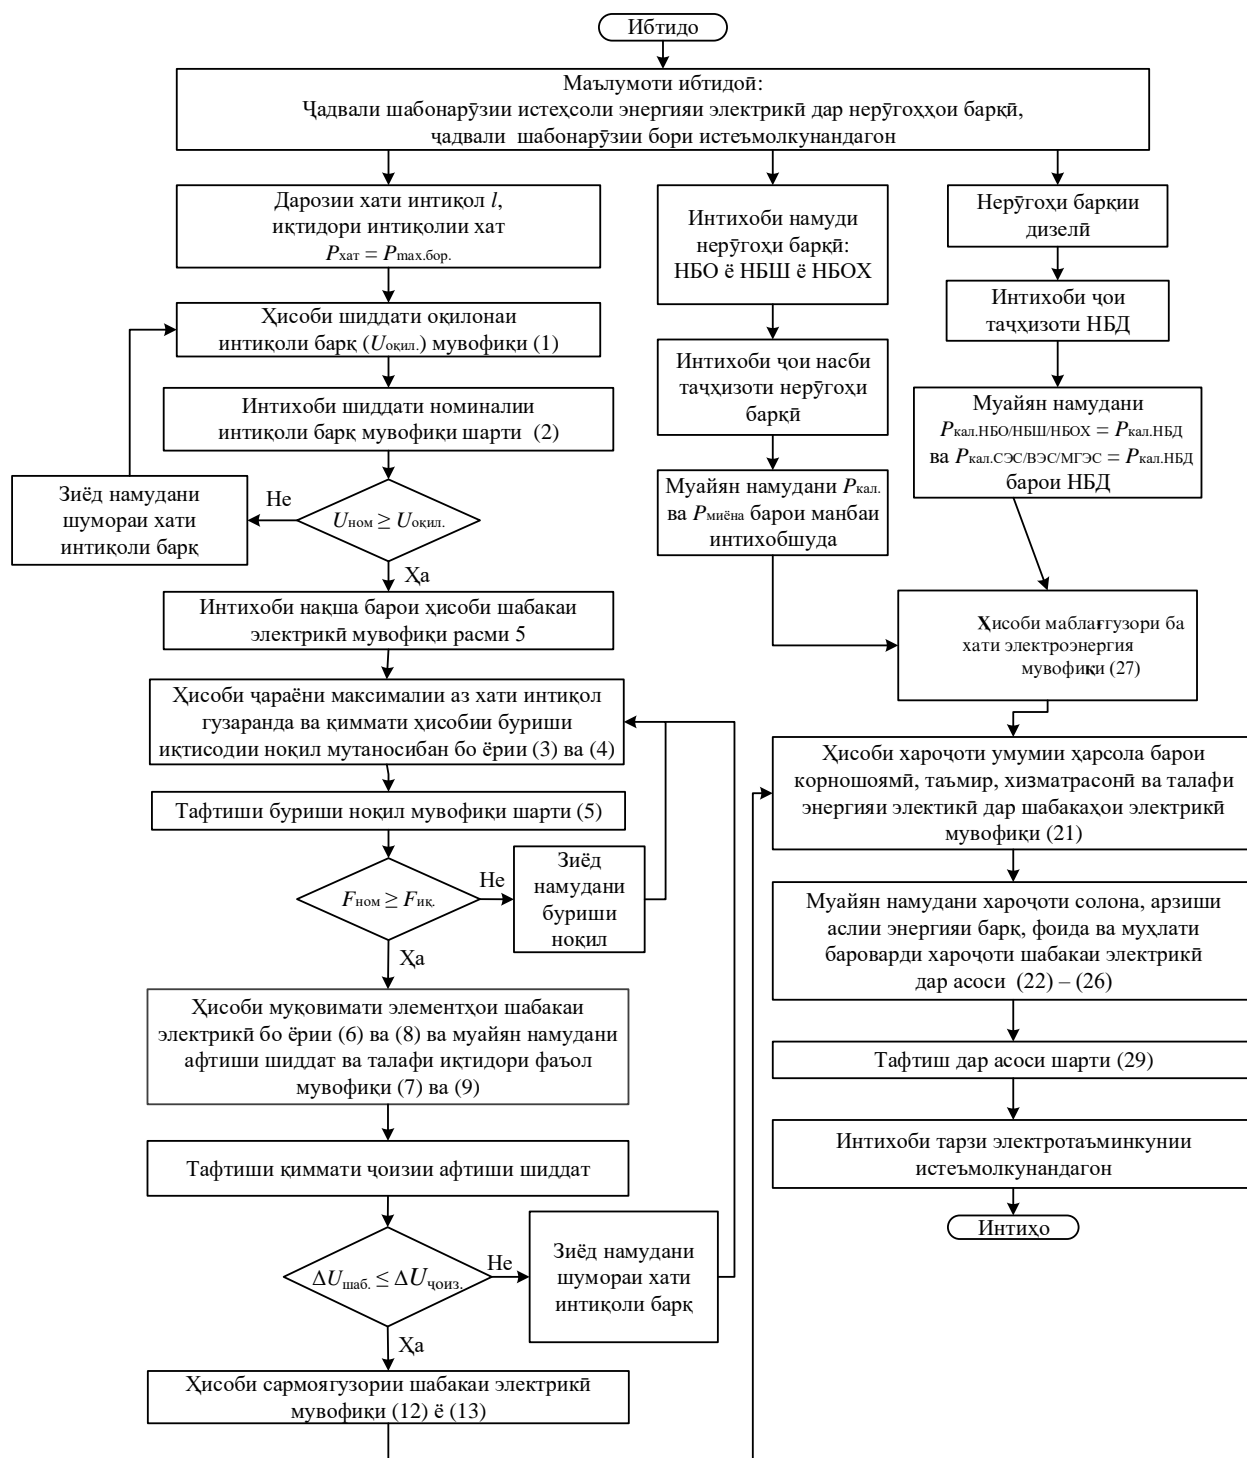 Ибтидо
Маълумоти ибтидоӣ:
Ҷадвали шабонарӯзии истеҳсоли энергияи электрикӣ дар нерӯгоҳҳои барқӣ,
ҷадвали шабонарӯзии бори истеъмолкунандагон
Дарозии хати интиқол l,
иқтидори интиқолии хат
Pхат = Pmax.бор.
Ҳисоби шиддати оқилонаи
интиқоли барқ (Uоқил.) мувофиқи (1)
Интихоби шиддати номиналии
интиқоли барқ мувофиқи шарти (2)
Uном ≥ Uоқил.
Не
Зиёд намудани
шумораи хати
интиқоли барқ
Ҳа
Интихоби нақша барои ҳисоби шабакаи
электрикӣ мувофиқи расми 5
Ҳисоби ҷараёни максималии аз хати интиқол
гузаранда ва қиммати ҳисобии буриши
иқтисодии ноқил мутаносибан бо ёрии (3) ва (4)
Тафтиши буриши ноқил мувофиқи шарти (5)
Fном ≥ Fиқ.
Не
Зиёд
намудани
буриши
ноқил
Ҳа
Ҳисоби муқовимати элементҳои шабакаи
электрикӣ бо ёрии (6) ва (8) ва муайян намудани
афтиши шиддат ва талафи иқтидори фаъол
мувофиқи (7) ва (9)
Тафтиши қиммати ҷоизии афтиши шиддат
ΔUшаб. ≤ ΔUҷоиз.
Не
Зиёд намудани
шумораи хати
интиқоли барқ
Ҳа
Ҳисоби сармоягузории шабакаи электрикӣ
мувофиқи (12) ё (13)
Интихоби намуди
нерӯгоҳи барқӣ:
НБО ё НБШ ё НБОХ
Интихоби ҷои насби
таҷҳизоти нерӯгоҳи
барқӣ
Муайян намудани Pкал.
ва Pмиёна барои манбаи
интихобшуда
Нерӯгоҳи барқии
дизелӣ
Интихоби ҷои
таҷҳизоти НБД
Муайян намудани
Pкал.НБО/НБШ/НБОХ = Pкал.НБД
ва Pкал.СЭС/ВЭС/МГЭС = Pкал.НБД
барои НБД
Ҳисоби маблағгузори ба
хати электроэнергия
мувофиқи (27)
Ҳисоби хароҷоти умумии ҳарсола барои
корношоямӣ, таъмир, хизматрасонӣ ва талафи
энергияи электикӣ дар шабакаҳои электрикӣ
мувофиқи (21)
Муайян намудани хароҷоти солона, арзиши
аслии энергияи барқ, фоида ва муҳлати
бароварди хароҷоти шабакаи электрикӣ
дар асоси (22) – (26)
Тафтиш дар асоси шарти (29)
Интихоби тарзи электротаъминкунии
истеъмолкунандагон
Интиҳо